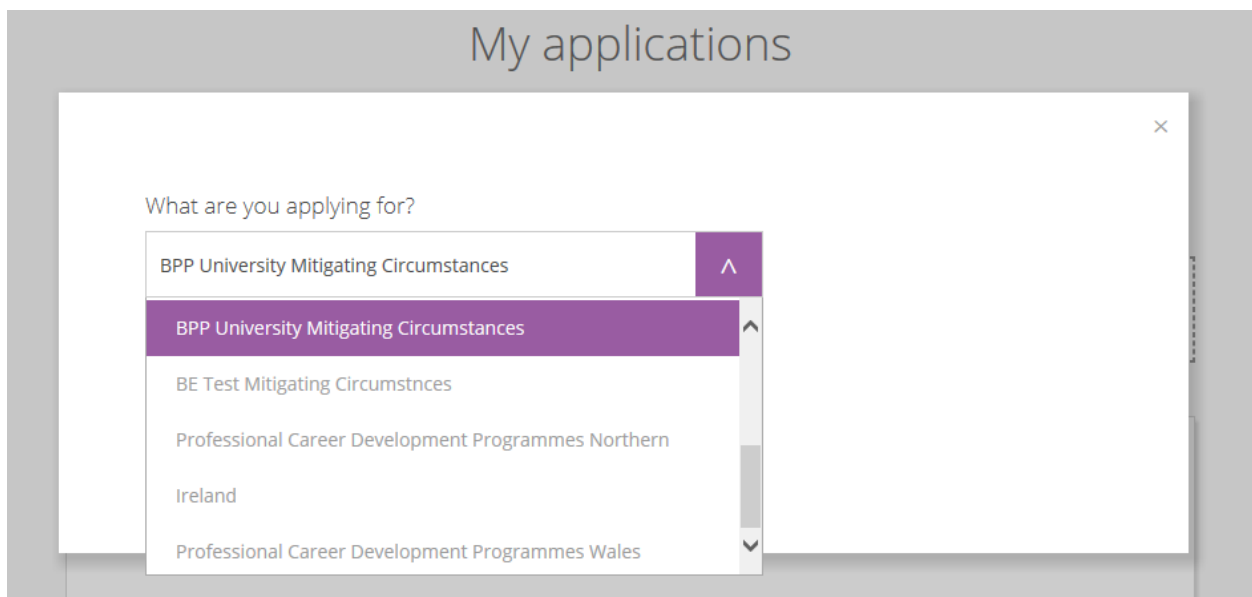 My applications
×
What are you applying for?
BPP University Mitigating Circumstances
BPP University Mitigating Circumstances
BE Test Mitigating Circumstnces
Professional Career Development Programmes Northern
Ireland
Professional Career Development Programmes Wales